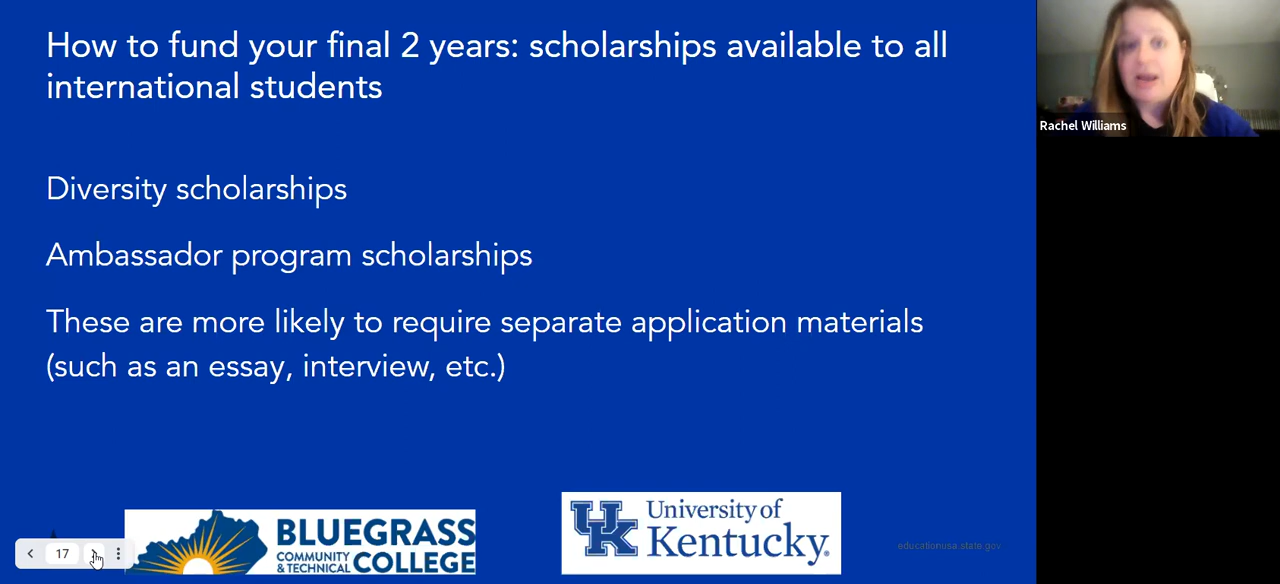 How to fund your final 2 years: scholarships available to all
international students
Rachel Williams
Diversity scholarships
Ambassador program scholarships
These are more likely to require separate application materials
(such as an essay, interview, etc.)
BLUEGRASS
COMMUNITY
& TECHNICAL
COLLEGE
University of
Kentucky.
UK
17
educationusa.state.gov